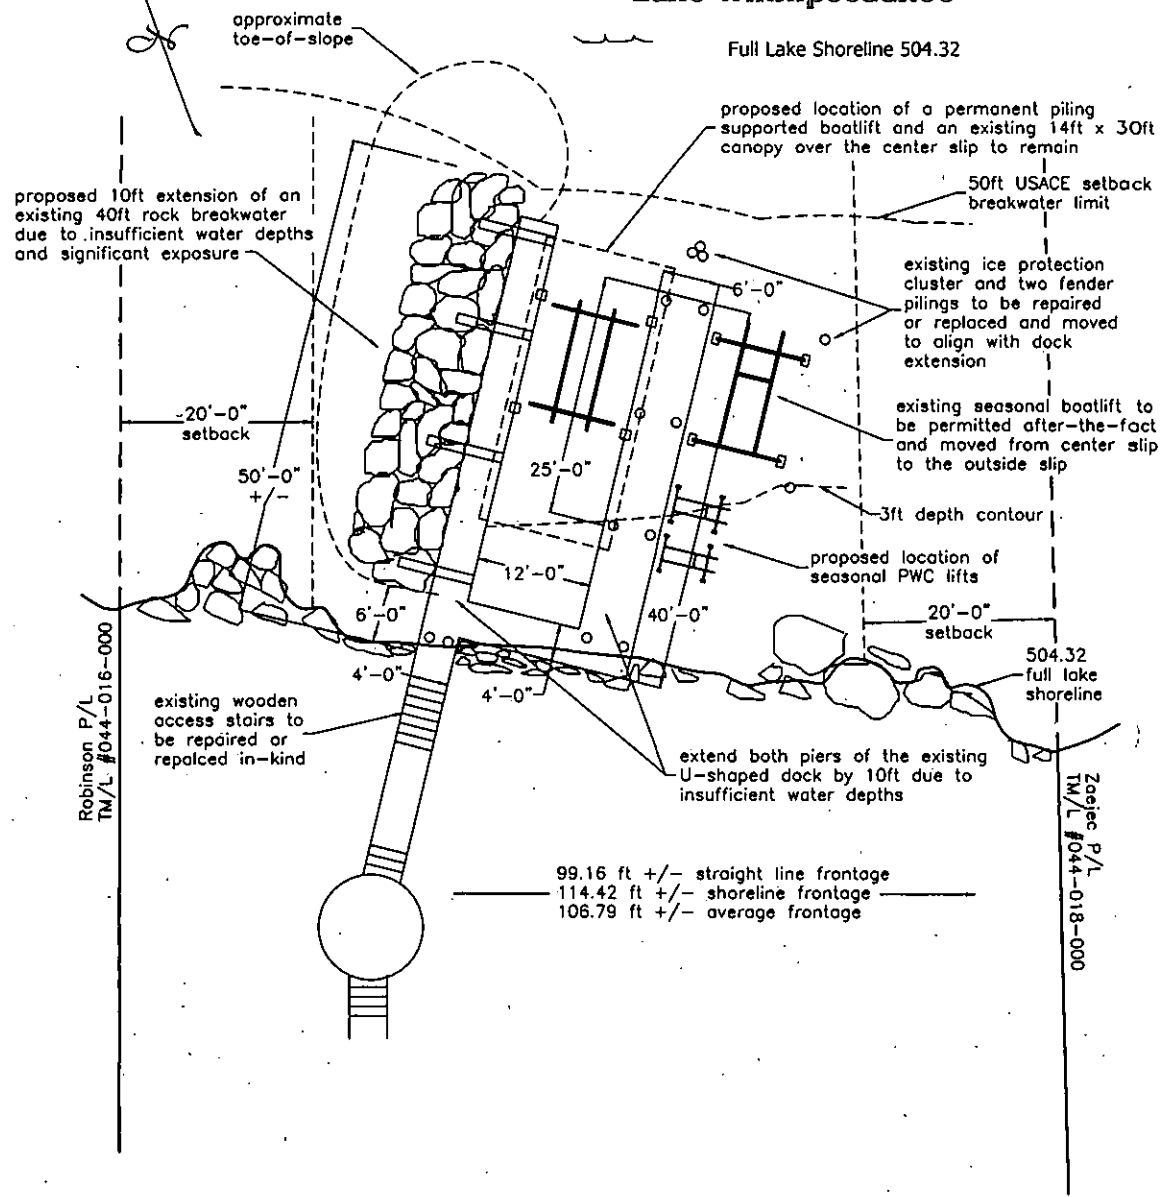 approximate
toe-of-slope
Full Lake Shoreline 504.32
proposed location of a permanent piling
supported boatlift and an existing 14ft x 30ft
canopy over the center slip to remain
50ft USACE setback
breakwater limit
proposed 10ft extension of an
existing 40ft rock breakwater
due to insufficient water depths
and significant exposure
existing ice protection
cluster and two fender
pilings to be repaired
or replaced and moved
to align with dock
extension
6'-0"
20'-0"
setback
existing seasonal boatlift to
be permitted after-the-fact
and moved from center slip
to the outside slip
50'-0"
+/-
25'-0"
3ft depth contour
proposed location of
seasonal PWC lifts
12'-0"
6'-0"
40'-0"
20'-0"
setback
4'-0"
4'-0"
504.32
full lake
shoreline
existing wooden
access stairs to
be repaired or
repalced in-kind
extend both piers of the existing
U-shaped dock by 10ft due to
insufficient water depths
Robinson P/L
TM/L #044-016-000
Zaejec P/L
TM/L #044-018-000
99.16 ft +/- straight line frontage
114.42 ft +/- shoreline frontage
106.79 ft +/- average frontage